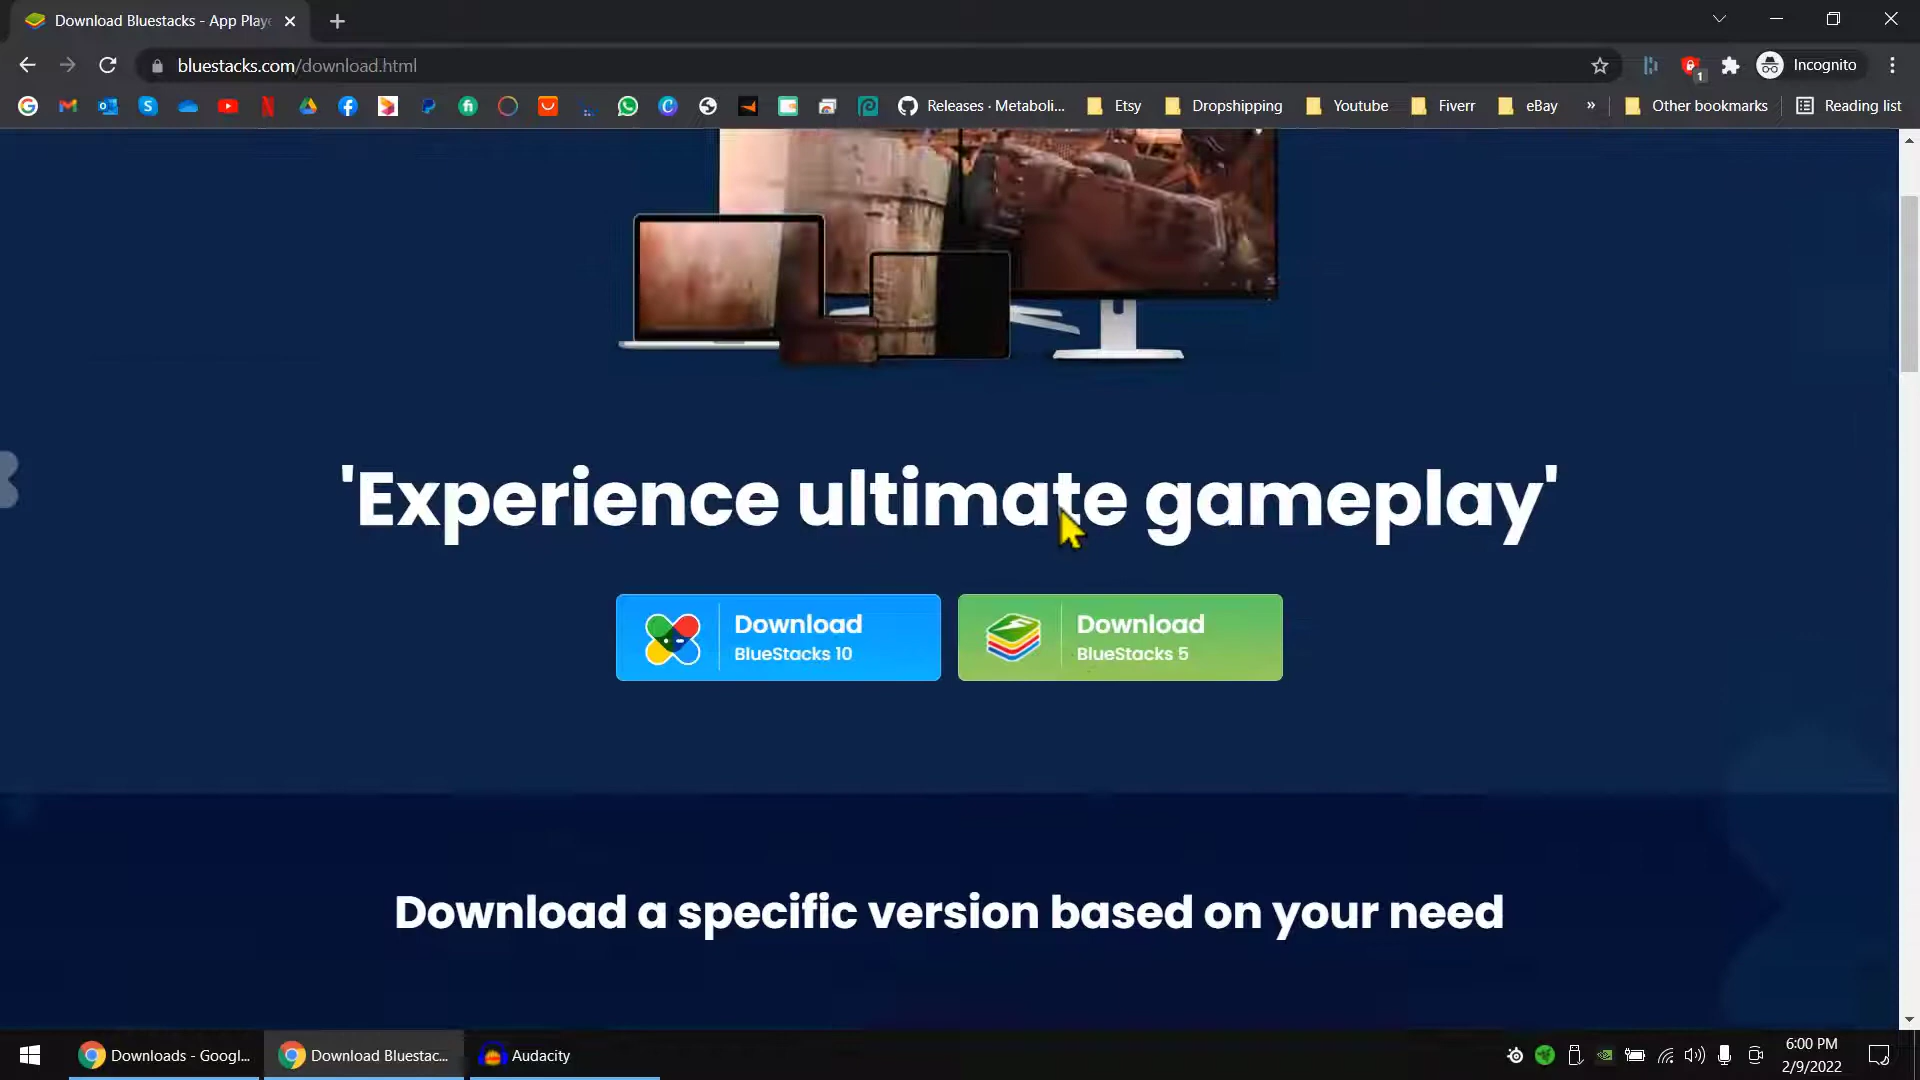 Download Bluestacks - App Playe
bluestacks.com/download.html
1
Incognito
Releases · Metaboli...
Etsy
Dropshipping
Youtube
Fiverr
eBay
»
Other bookmarks
Reading list
'Experience ultimate gameplay'
Download
BlueStacks 10
Download
BlueStacks 5
Download a specific version based on your need
Downloads - Googl...
Download Bluestac...
Audacity
6:00 PM
2/9/2022